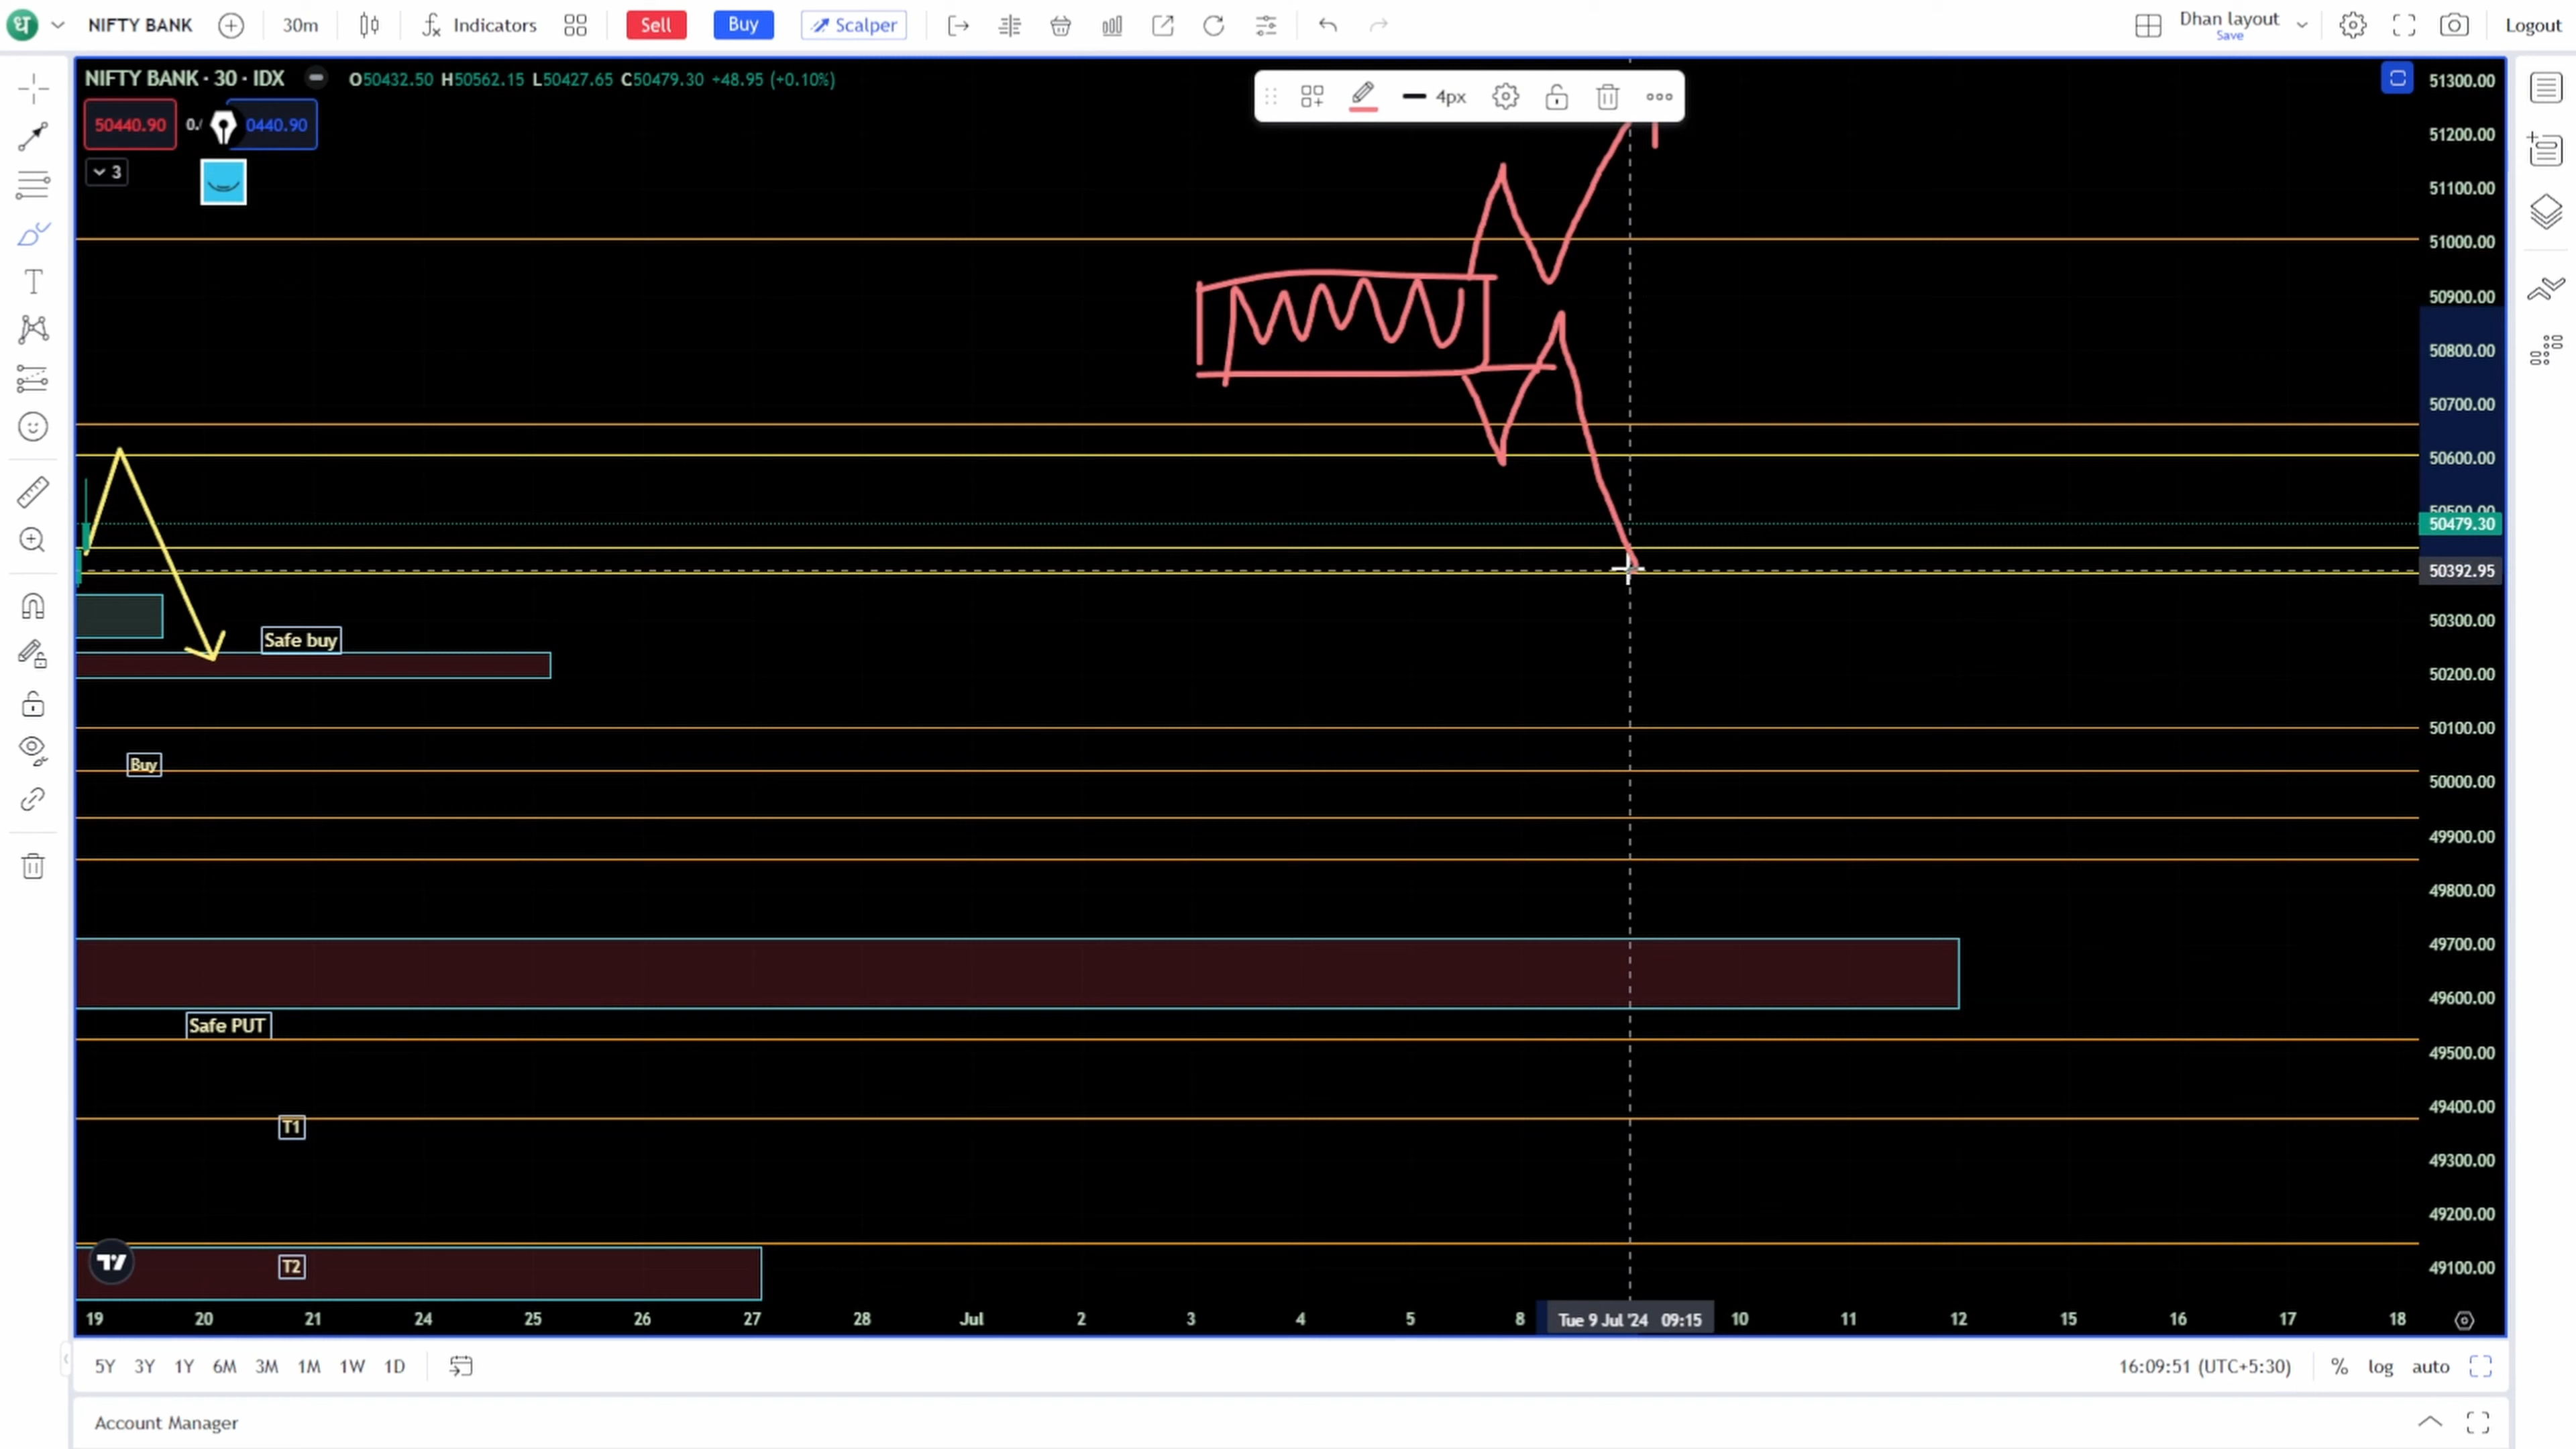 ध NIFTY BANK 30m Indicators Sell Buy Scalper Dhan layout Save Logout
NIFTY BANK · 30 · IDX O50432.50 H50562.15 L50427.65 C50479.30 +48.95 (+0.10%)
4px
50440.90 0440.90
3
51300.00
51200.00
51100.00
51000.00
50900.00
50800.00
50700.00
50600.00
50479.30
50392.95
50300.00
50200.00
50100.00
50000.00
49900.00
49800.00
49700.00
49600.00
49500.00
49400.00
49300.00
49200.00
49100.00
Safe buy
Buy
Safe PUT
T1
T2
19 20 21 24 25 26 27 28 Jul 2 3 4 5 8 Tue 9 Jul '24 09:15 10 11 12 15 16 17 18
5Y 3Y 1Y 6M 3M 1M 1W 1D 16:09:51 (UTC+5:30) % log auto
Account Manager